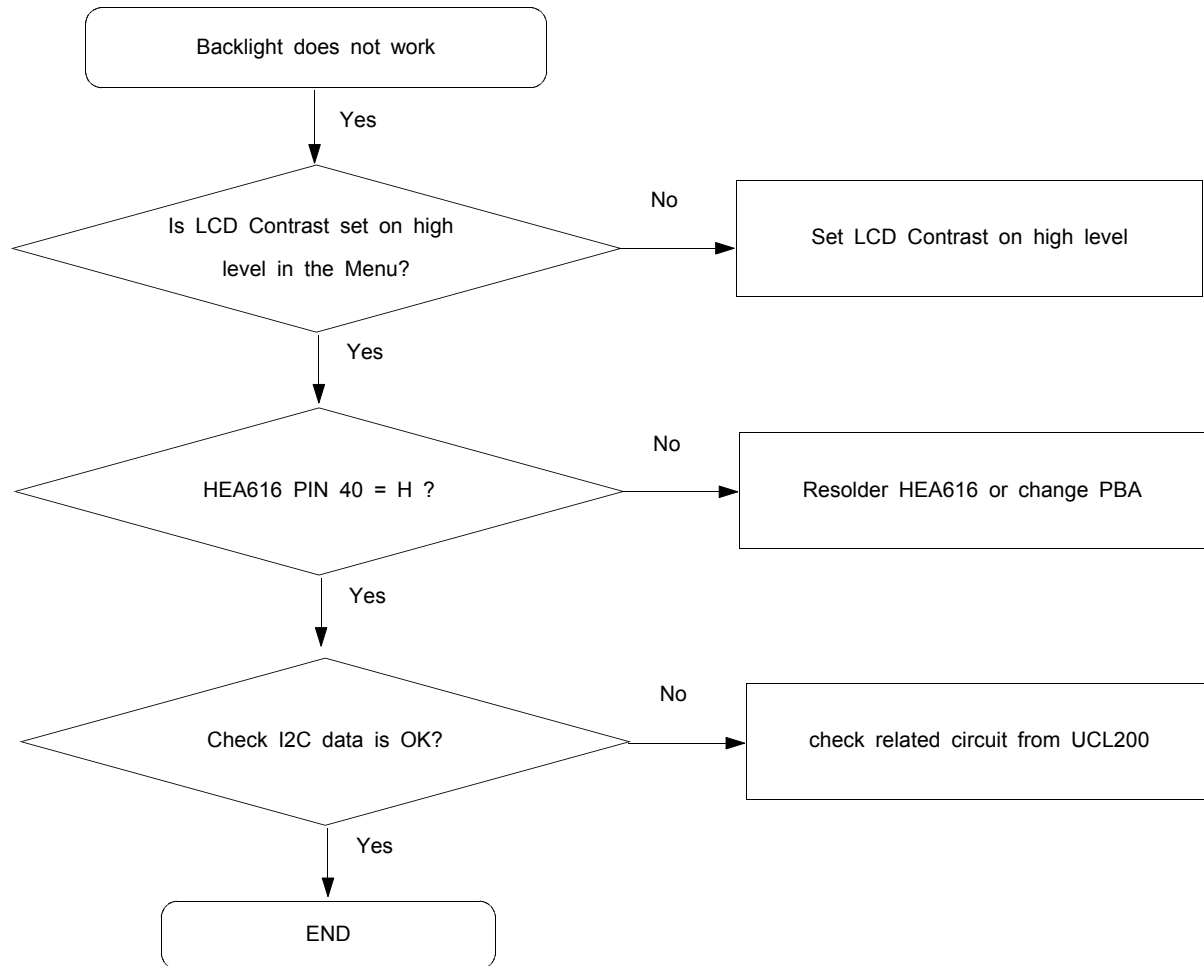 Backlight does not work
Yes
Is LCD Contrast set on high
level in the Menu?
No
Set LCD Contrast on high level
Yes
HEA616 PIN 40 = H ?
No
Resolder HEA616 or change PBA
Yes
Check I2C data is OK?
No
check related circuit from UCL200
Yes
END